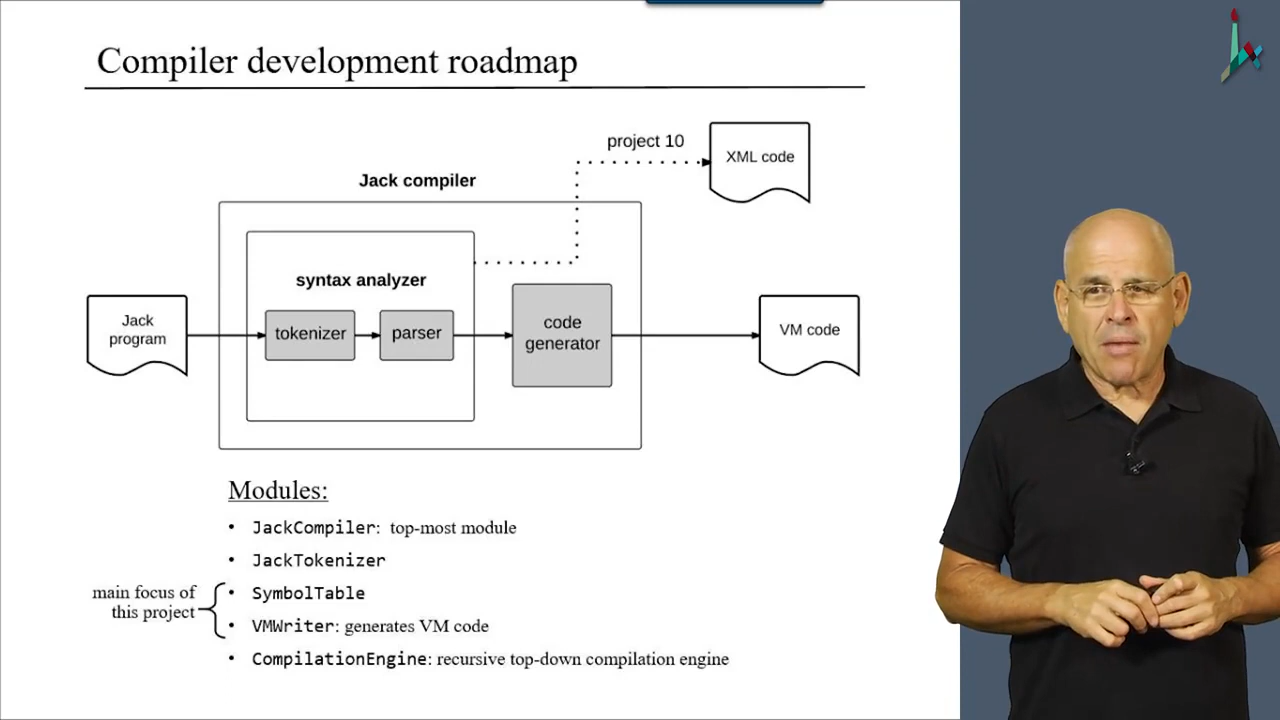 Compiler development roadmap
project 10
XML code
Jack compiler
syntax analyzer
Jack
program
tokenizer
parser
code
generator
VM code
Modules:
• JackCompiler: top-most module
• JackTokenizer
main focus of
this project
• SymbolTable
• VMWriter: generates VM code
• CompilationEngine: recursive top-down compilation engine